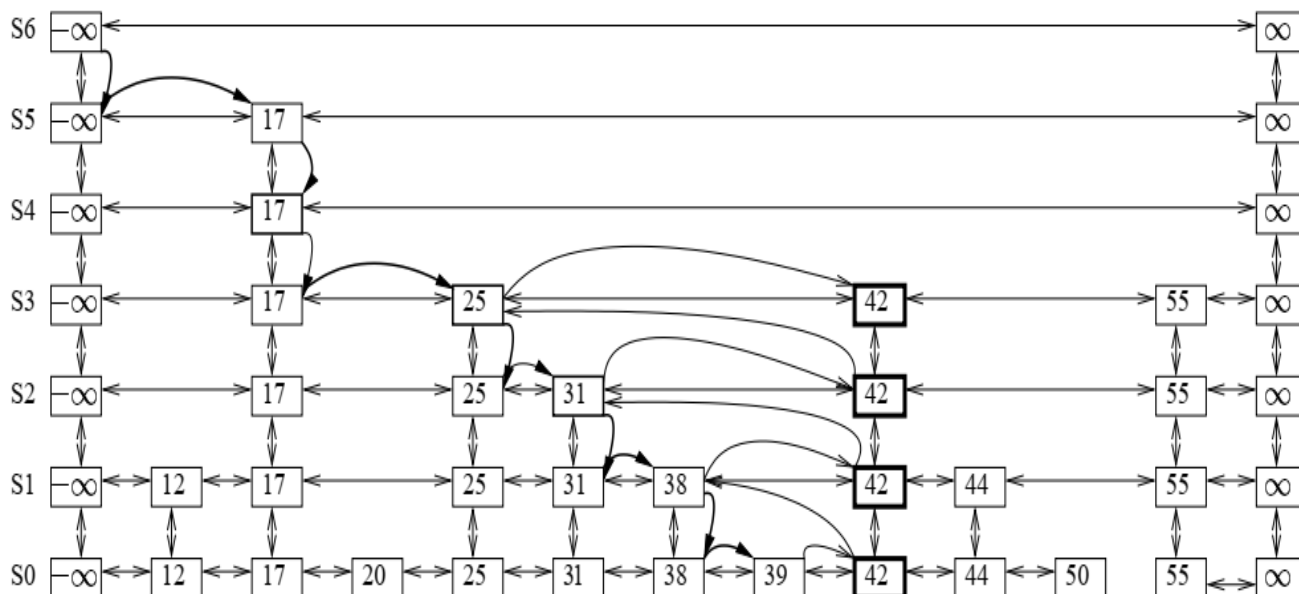 S6 −∞ ∞
S5 −∞ 17 ∞
S4 −∞ 17 ∞
S3 −∞ 17 25 42 55 ∞
S2 −∞ 17 25 31 42 55 ∞
S1 −∞ 12 17 25 31 38 42 44 55 ∞
S0 −∞ 12 17 20 25 31 38 39 42 44 50 55 ∞